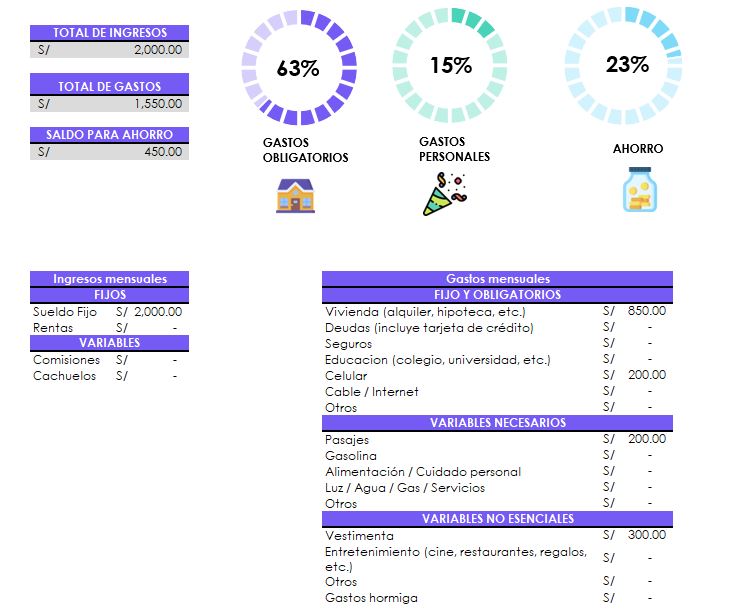 TOTAL DE INGRESOS
S/ 2,000.00
TOTAL DE GASTOS
S/ 1,550.00
SALDO PARA AHORRO
S/ 450.00
63%
GASTOS
OBLIGATORIOS
15%
GASTOS
PERSONALES
23%
AHORRO
Ingresos mensuales
FIJOS
Sueldo Fijo S/ 2,000.00
Rentas S/ -
VARIABLES
Comisiones S/ -
Cachuelos S/ -
Gastos mensuales
FIJO Y OBLIGATORIOS
Vivienda (alquiler, hipoteca, etc.) S/ 850.00
Deudas (incluye tarjeta de crédito) S/ -
Seguros S/ -
Educacion (colegio, universidad, etc.) S/ -
Celular S/ 200.00
Cable / Internet S/ -
Otros S/ -
VARIABLES NECESARIOS
Pasajes S/ 200.00
Gasolina S/ -
Alimentación / Cuidado personal S/ -
Luz / Agua / Gas / Servicios S/ -
Otros S/ -
VARIABLES NO ESENCIALES
Vestimenta S/ 300.00
Entretenimiento (cine, restaurantes, regalos,
etc.) S/ -
Otros S/ -
Gastos hormiga S/ -